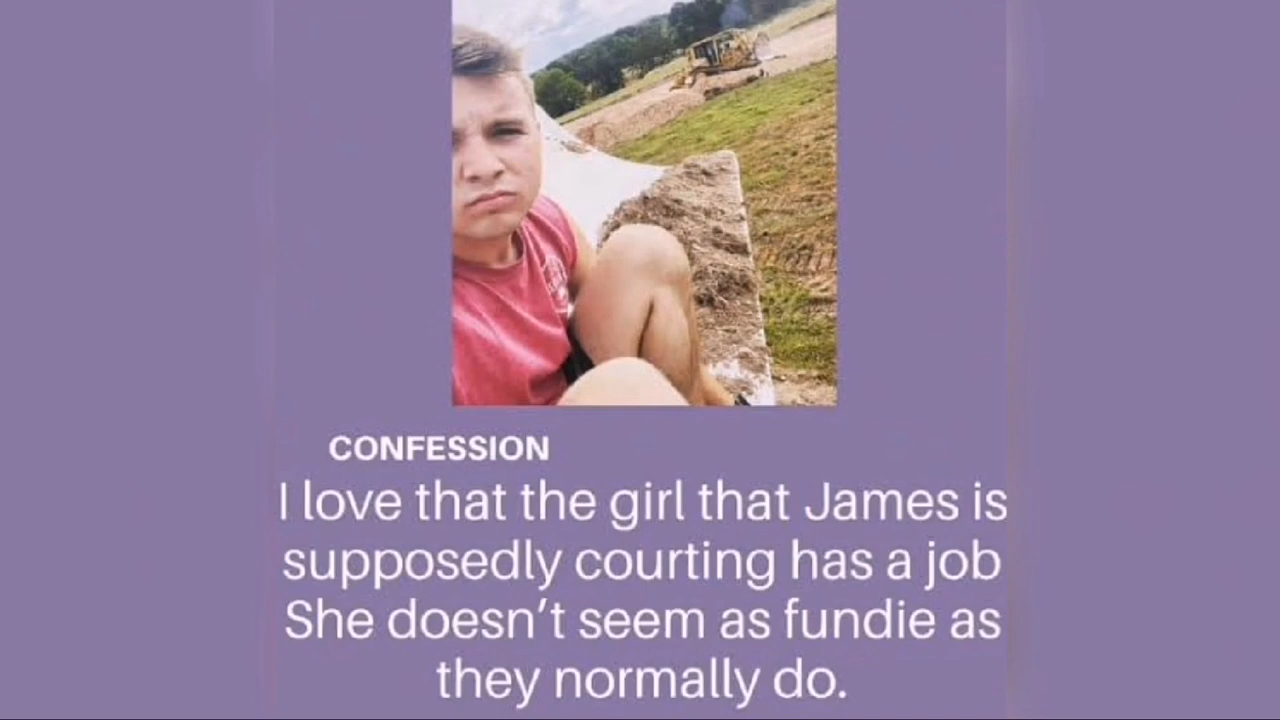 CONFESSION
I love that the girl that James is
supposedly courting has a job
She doesn't seem as fundie as
they normally do.